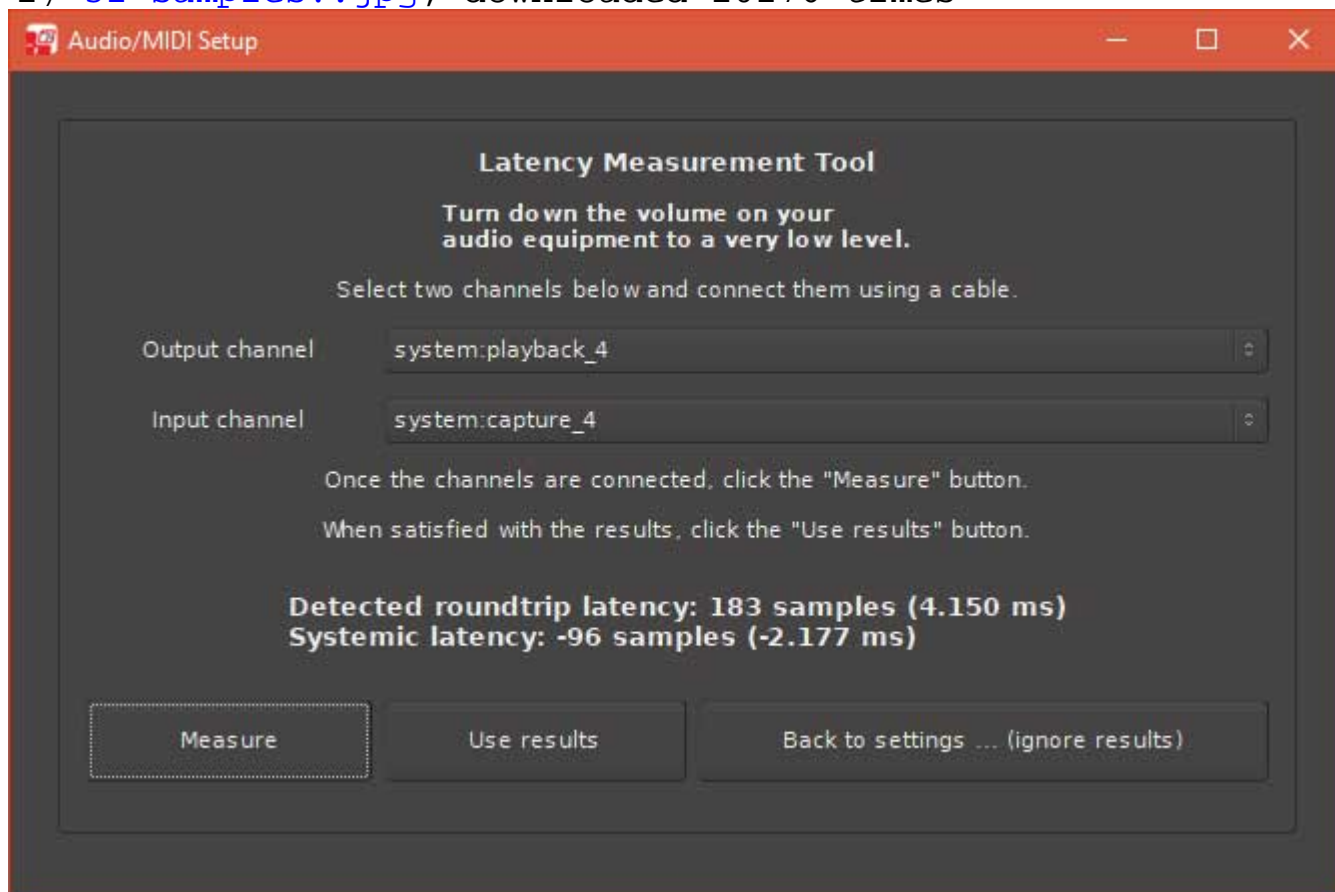 Audio/MIDI Setup
Latency Measurement Tool
Turn down the volume on your
audio equipment to a very low level.
Select two channels below and connect them using a cable.
Output channel system:playback_4
Input channel system:capture_4
Once the channels are connected, click the "Measure" button.
When satisfied with the results, click the "Use results" button.
Detected roundtrip latency: 183 samples (4.150 ms)
Systemic latency: -96 samples (-2.177 ms)
Measure Use results Back to settings ... (ignore results)